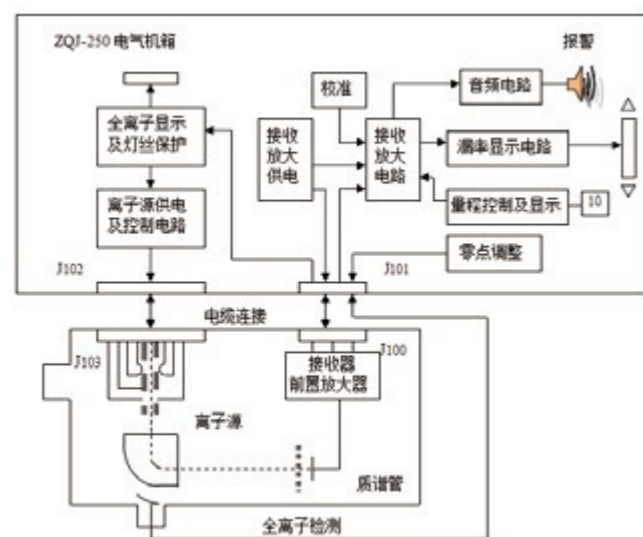 ZQJ-250 电气机箱
报警
全离子显示
及灯丝保护
离子源供电
及控制电路
校准
接收
放大
供电
接收
放大
电路
音频电路
漏率显示电路
量程控制及显示
10
零点调整
J102
J101
电缆连接
J103
J100
接收器
前置放大器
离子源
质谱管
全离子检测